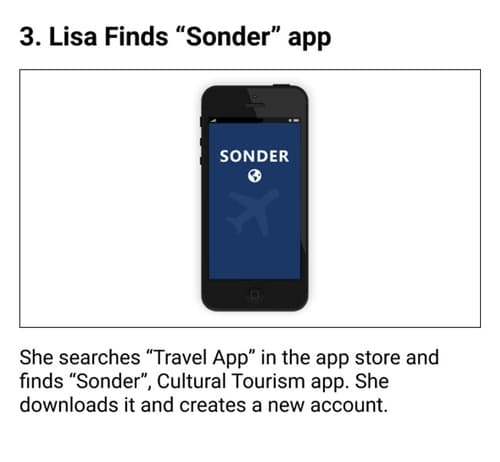 3. Lisa Finds “Sonder” app
SONDER
She searches “Travel App” in the app store and
finds “Sonder”, Cultural Tourism app. She
downloads it and creates a new account.